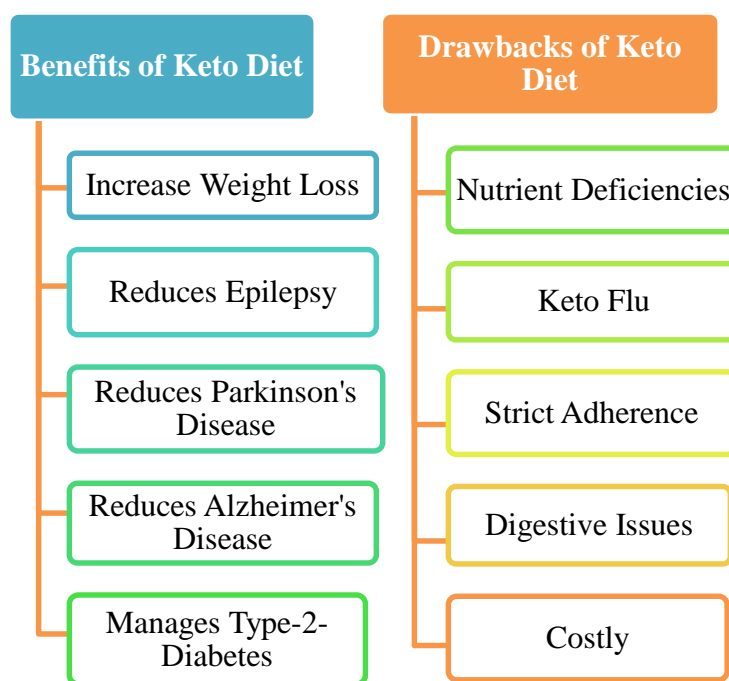 Benefits of Keto Diet
Increase Weight Loss
Reduces Epilepsy
Reduces Parkinson's
Disease
Reduces Alzheimer's
Disease
Manages Type-2-
Diabetes
Drawbacks of Keto
Diet
Nutrient Deficiencies
Keto Flu
Strict Adherence
Digestive Issues
Costly